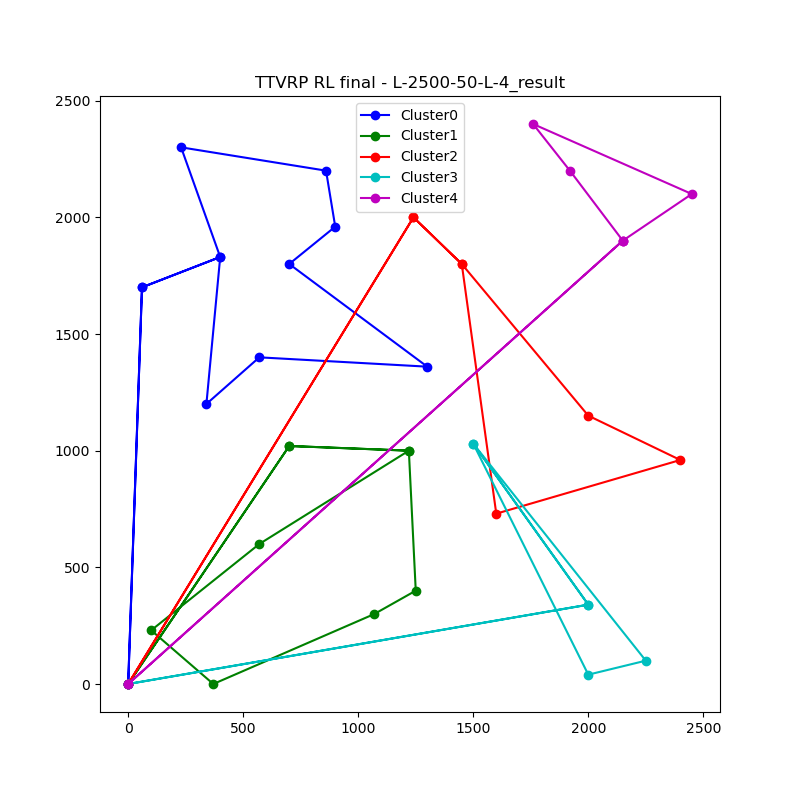 TTVRP RL final - L-2500-50-L-4_result
Cluster0
Cluster1
Cluster2
Cluster3
Cluster4
2500
2000
1500
1000
500
0
0 500 1000 1500 2000 2500